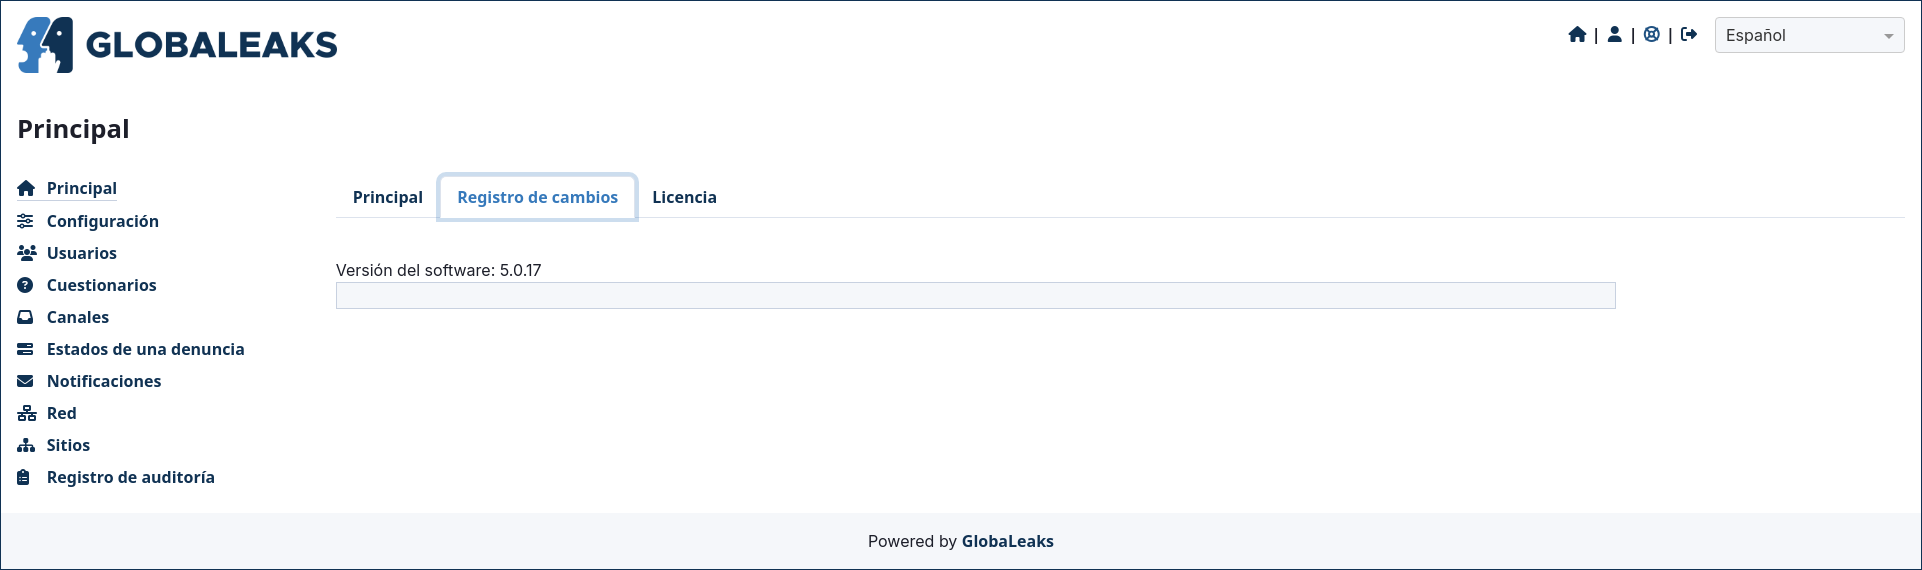 GLOBALEAKS
| | | Español
Principal
Principal
Configuración
Usuarios
Cuestionarios
Canales
Estados de una denuncia
Notificaciones
Red
Sitios
Registro de auditoría
Principal Registro de cambios Licencia
Versión del software: 5.0.17
Powered by GlobaLeaks